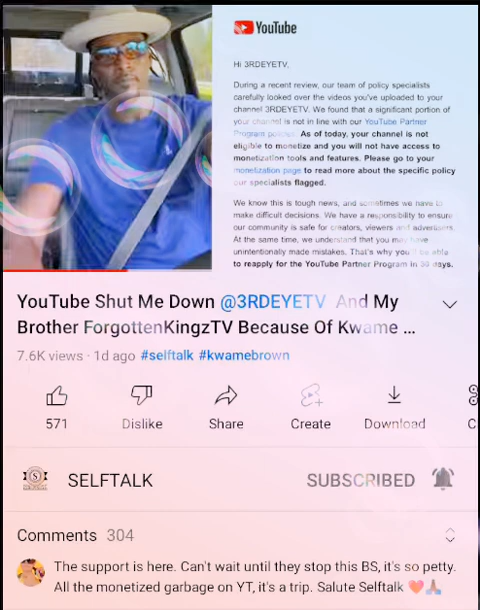 YouTube
Hi 3RDEYETV,
During a recent review, our team of policy specialists
carefully looked over the videos you've uploaded to your
channel 3RDEYETV. We found that a significant portion of
your channel is not in line with our YouTube Partner
Program policies. As of today, your channel is not
eligible to monetize and you will not have access to
monetization tools and features. Please go to your
monetization page to read more about the specific policy
our specialists flagged.
We know this is tough news, and sometimes we have to
make difficult decisions. We have a responsibility to ensure
our community is safe for creators, viewers and advertisers.
At the same time, we understand that you may have
unintentionally made mistakes. That's why you'll be able
to reapply for the YouTube Partner Program in 30 days.
YouTube Shut Me Down @3RDEYETV And My
Brother ForgottenKingzTV Because Of Kwame ...
7.6K views · 1d ago #selftalk #kwamebrown
571 Dislike Share Create Download C
SELFTALK SUBSCRIBED
Comments 304
The support is here. Can't wait until they stop this BS, it's so petty.
All the monetized garbage on YT, it's a trip. Salute Selftalk ❤️🙏🏽